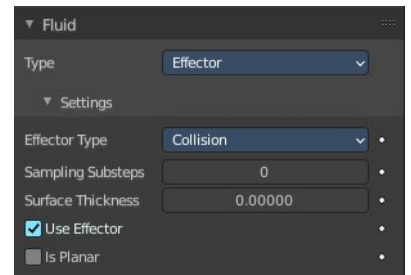 Fluid
Type Effector
Settings
Effector Type Collision
Sampling Substeps 0
Surface Thickness 0.00000
Use Effector
Is Planar